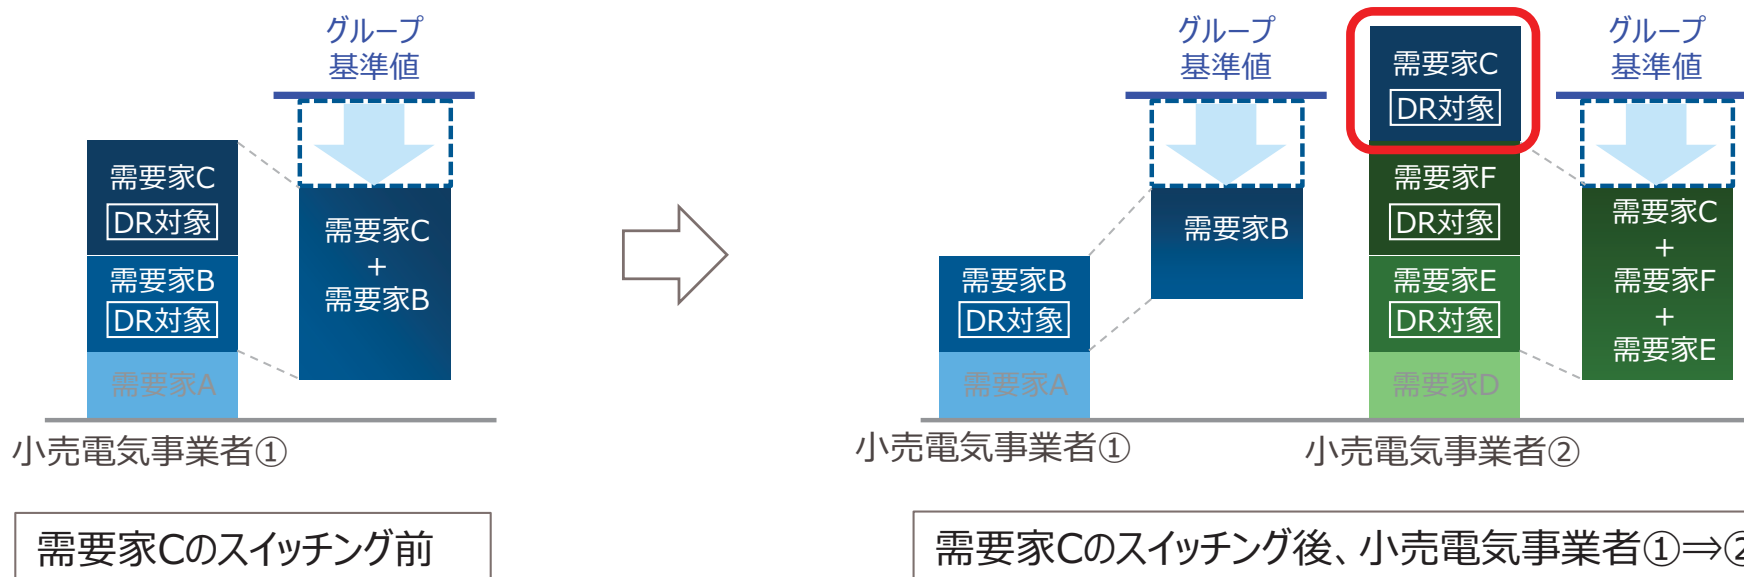 グループ
基準値
需要家C
DR対象
需要家B
DR対象
需要家A
需要家C
+
需要家B
小売電気事業者①
需要家Cのスイッチング前
グループ
基準値
需要家B
需要家B
DR対象
需要家A
小売電気事業者①
需要家C
DR対象
需要家F
DR対象
需要家E
DR対象
需要家D
グループ
基準値
需要家C
+
需要家F
+
需要家E
小売電気事業者②
需要家Cのスイッチング後、小売電気事業者①⇒②